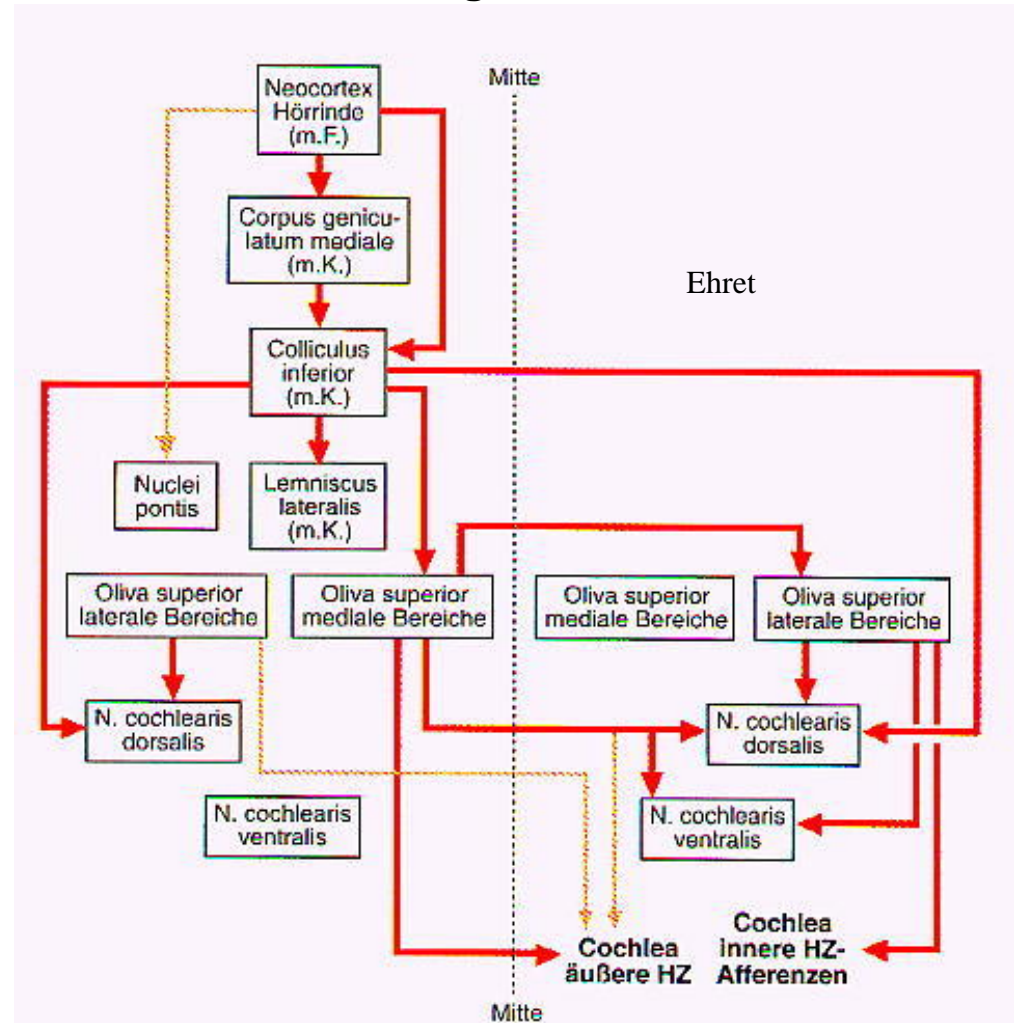 Mitte
Neocortex
Hörrinde
(m.F.)
Corpus genicu-
latum mediale
(m.K.)
Ehret
Colliculus
inferior
(m.K.)
Nuclei
pontis
Lemniscus
lateralis
(m.K.)
Oliva superior
laterale Bereiche
Oliva superior
mediale Bereiche
Oliva superior
mediale Bereiche
Oliva superior
laterale Bereiche
N. cochlearis
dorsalis
N. cochlearis
dorsalis
N. cochlearis
ventralis
N. cochlearis
ventralis
Cochlea
äußere HZ
Cochlea
innere HZ-
Afferenzen
Mitte